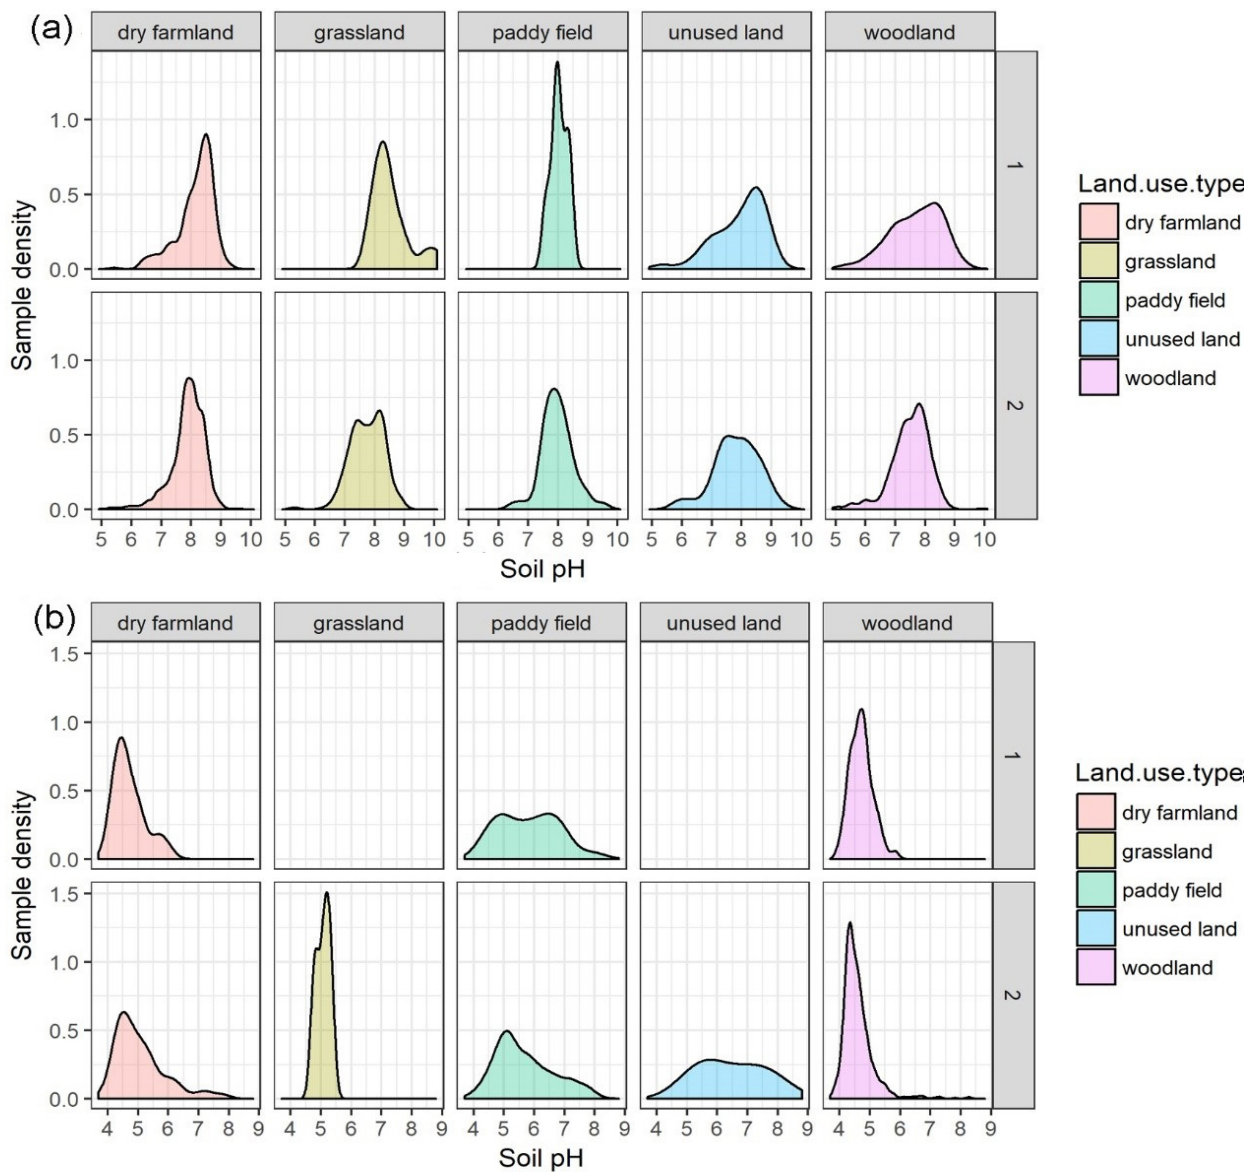 (a)
dry farmland grassland paddy field unused land woodland
1.0
0.5
0.0
1
1.0
0.5
0.0
2
Sample density
5 6 7 8 9 10 5 6 7 8 9 10 5 6 7 8 9 10 5 6 7 8 9 10 5 6 7 8 9 10
Soil pH
Land.use.type
dry farmland
grassland
paddy field
unused land
woodland
(b)
dry farmland grassland paddy field unused land woodland
1.5
1.0
0.5
0.0
1
1.5
1.0
0.5
0.0
2
Sample density
4 5 6 7 8 9 4 5 6 7 8 9 4 5 6 7 8 9 4 5 6 7 8 9 4 5 6 7 8 9
Soil pH
Land.use.type
dry farmland
grassland
paddy field
unused land
woodland